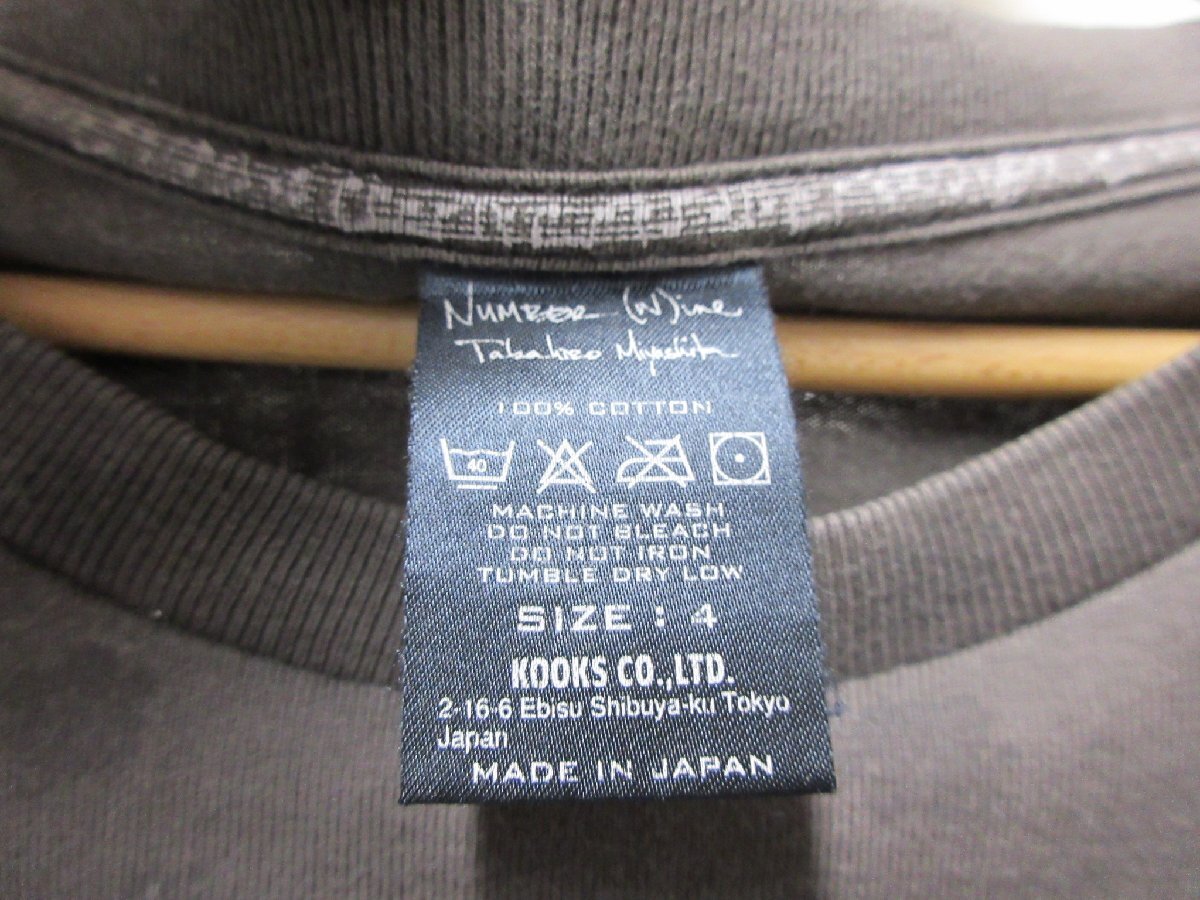 NUMBER (N)ine
Takahiro Miyashita
100% COTTON
40
MACHINE WASH
DO NOT BLEACH
DO NOT IRON
TUMBLE DRY LOW
SIZE : 4
KOOKS CO.,LTD.
2-16-6 Ebisu Shibuya-ku Tokyo
Japan
MADE IN JAPAN